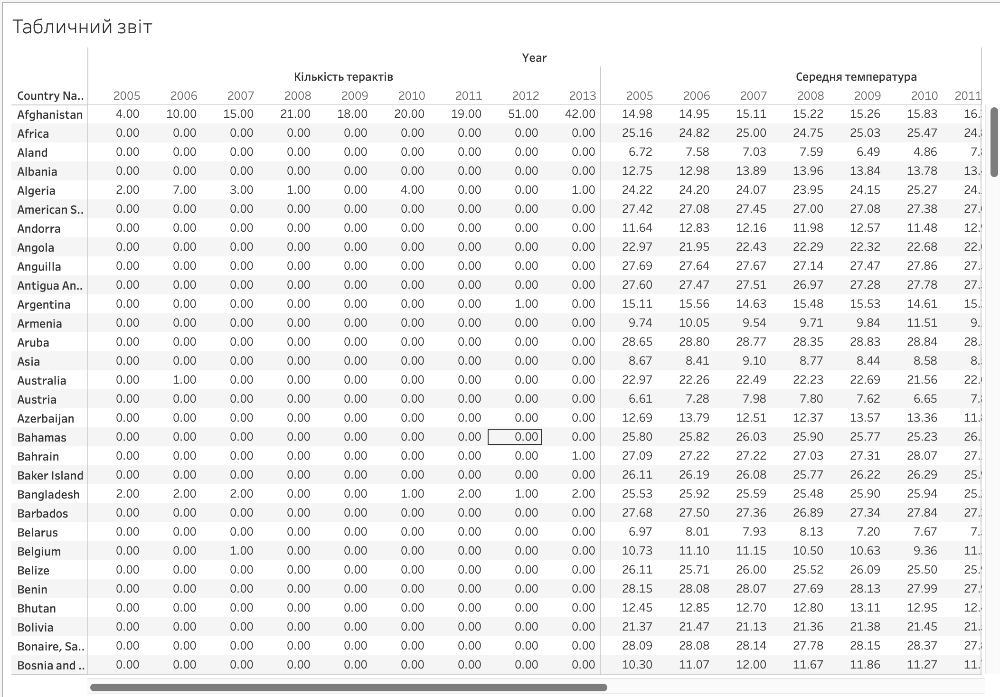 Табличний звіт
Year
Кількість терактів Середня температура
Country Na.. 2005 2006 2007 2008 2009 2010 2011 2012 2013 2005 2006 2007 2008 2009 2010 2011
Afghanistan 4.00 10.00 15.00 21.00 18.00 20.00 19.00 51.00 42.00 14.98 14.95 15.11 15.22 15.26 15.83 16.
Africa 0.00 0.00 0.00 0.00 0.00 0.00 0.00 0.00 0.00 25.16 24.82 25.00 24.75 25.03 25.47 24.
Aland 0.00 0.00 0.00 0.00 0.00 0.00 0.00 0.00 0.00 6.72 7.58 7.03 7.59 6.49 4.86 7.
Albania 0.00 0.00 0.00 0.00 0.00 0.00 0.00 0.00 0.00 12.75 12.98 13.89 13.96 13.84 13.78 13.
Algeria 2.00 7.00 3.00 1.00 0.00 4.00 0.00 0.00 1.00 24.22 24.20 24.07 23.95 24.15 25.27 24.
American S.. 0.00 0.00 0.00 0.00 0.00 0.00 0.00 0.00 0.00 27.42 27.08 27.45 27.00 27.08 27.38 27.
Andorra 0.00 0.00 0.00 0.00 0.00 0.00 0.00 0.00 0.00 11.64 12.83 12.16 11.98 12.57 11.48 12.
Angola 0.00 0.00 0.00 0.00 0.00 0.00 0.00 0.00 0.00 22.97 21.95 22.43 22.29 22.32 22.68 22.
Anguilla 0.00 0.00 0.00 0.00 0.00 0.00 0.00 0.00 0.00 27.69 27.64 27.67 27.14 27.47 27.86 27.
Antigua An.. 0.00 0.00 0.00 0.00 0.00 0.00 0.00 0.00 0.00 27.60 27.47 27.51 26.97 27.28 27.78 27.
Argentina 0.00 0.00 0.00 0.00 0.00 0.00 0.00 1.00 0.00 15.11 15.56 14.63 15.48 15.53 14.61 15.
Armenia 0.00 0.00 0.00 0.00 0.00 0.00 0.00 0.00 0.00 9.74 10.05 9.54 9.71 9.84 11.51 9.
Aruba 0.00 0.00 0.00 0.00 0.00 0.00 0.00 0.00 0.00 28.65 28.80 28.77 28.35 28.83 28.84 28.
Asia 0.00 0.00 0.00 0.00 0.00 0.00 0.00 0.00 0.00 8.67 8.41 9.10 8.77 8.44 8.58 8.
Australia 0.00 1.00 0.00 0.00 0.00 0.00 0.00 0.00 0.00 22.97 22.26 22.49 22.23 22.69 21.56 22.
Austria 0.00 0.00 0.00 0.00 0.00 0.00 0.00 0.00 0.00 6.61 7.28 7.98 7.80 7.62 6.65 7.
Azerbaijan 0.00 0.00 0.00 0.00 0.00 0.00 0.00 0.00 0.00 12.69 13.79 12.51 12.37 13.57 13.36 11.
Bahamas 0.00 0.00 0.00 0.00 0.00 0.00 0.00 0.00 0.00 25.80 25.82 26.03 25.90 25.77 25.23 26.
Bahrain 0.00 0.00 0.00 0.00 0.00 0.00 0.00 0.00 1.00 27.09 27.22 27.22 27.03 27.31 28.07 27.
Baker Island 0.00 0.00 0.00 0.00 0.00 0.00 0.00 0.00 0.00 26.11 26.19 26.08 25.77 26.22 26.29 25.
Bangladesh 2.00 2.00 2.00 0.00 0.00 1.00 2.00 1.00 2.00 25.53 25.92 25.59 25.48 25.90 25.94 25.
Barbados 0.00 0.00 0.00 0.00 0.00 0.00 0.00 0.00 0.00 27.68 27.50 27.36 26.89 27.34 27.84 27.
Belarus 0.00 0.00 0.00 0.00 0.00 0.00 0.00 0.00 0.00 6.97 8.01 7.93 8.13 7.20 7.67 7.
Belgium 0.00 0.00 1.00 0.00 0.00 0.00 0.00 0.00 0.00 10.73 11.10 11.15 10.50 10.63 9.36 11.
Belize 0.00 0.00 0.00 0.00 0.00 0.00 0.00 0.00 0.00 26.11 25.71 26.00 25.52 26.09 25.50 25.
Benin 0.00 0.00 0.00 0.00 0.00 0.00 0.00 0.00 0.00 28.15 28.08 28.07 27.69 28.13 27.99 27.
Bhutan 0.00 0.00 0.00 0.00 0.00 0.00 0.00 0.00 0.00 12.45 12.85 12.70 12.80 13.11 12.95 12.
Bolivia 0.00 0.00 0.00 0.00 0.00 0.00 0.00 0.00 0.00 21.37 21.47 21.13 21.36 21.38 21.45 21.
Bonaire, Sa.. 0.00 0.00 0.00 0.00 0.00 0.00 0.00 0.00 0.00 28.09 28.08 28.14 27.78 28.15 28.37 27.
Bosnia and .. 0.00 0.00 0.00 0.00 0.00 0.00 0.00 0.00 0.00 10.30 11.07 12.00 11.67 11.86 11.27 11.